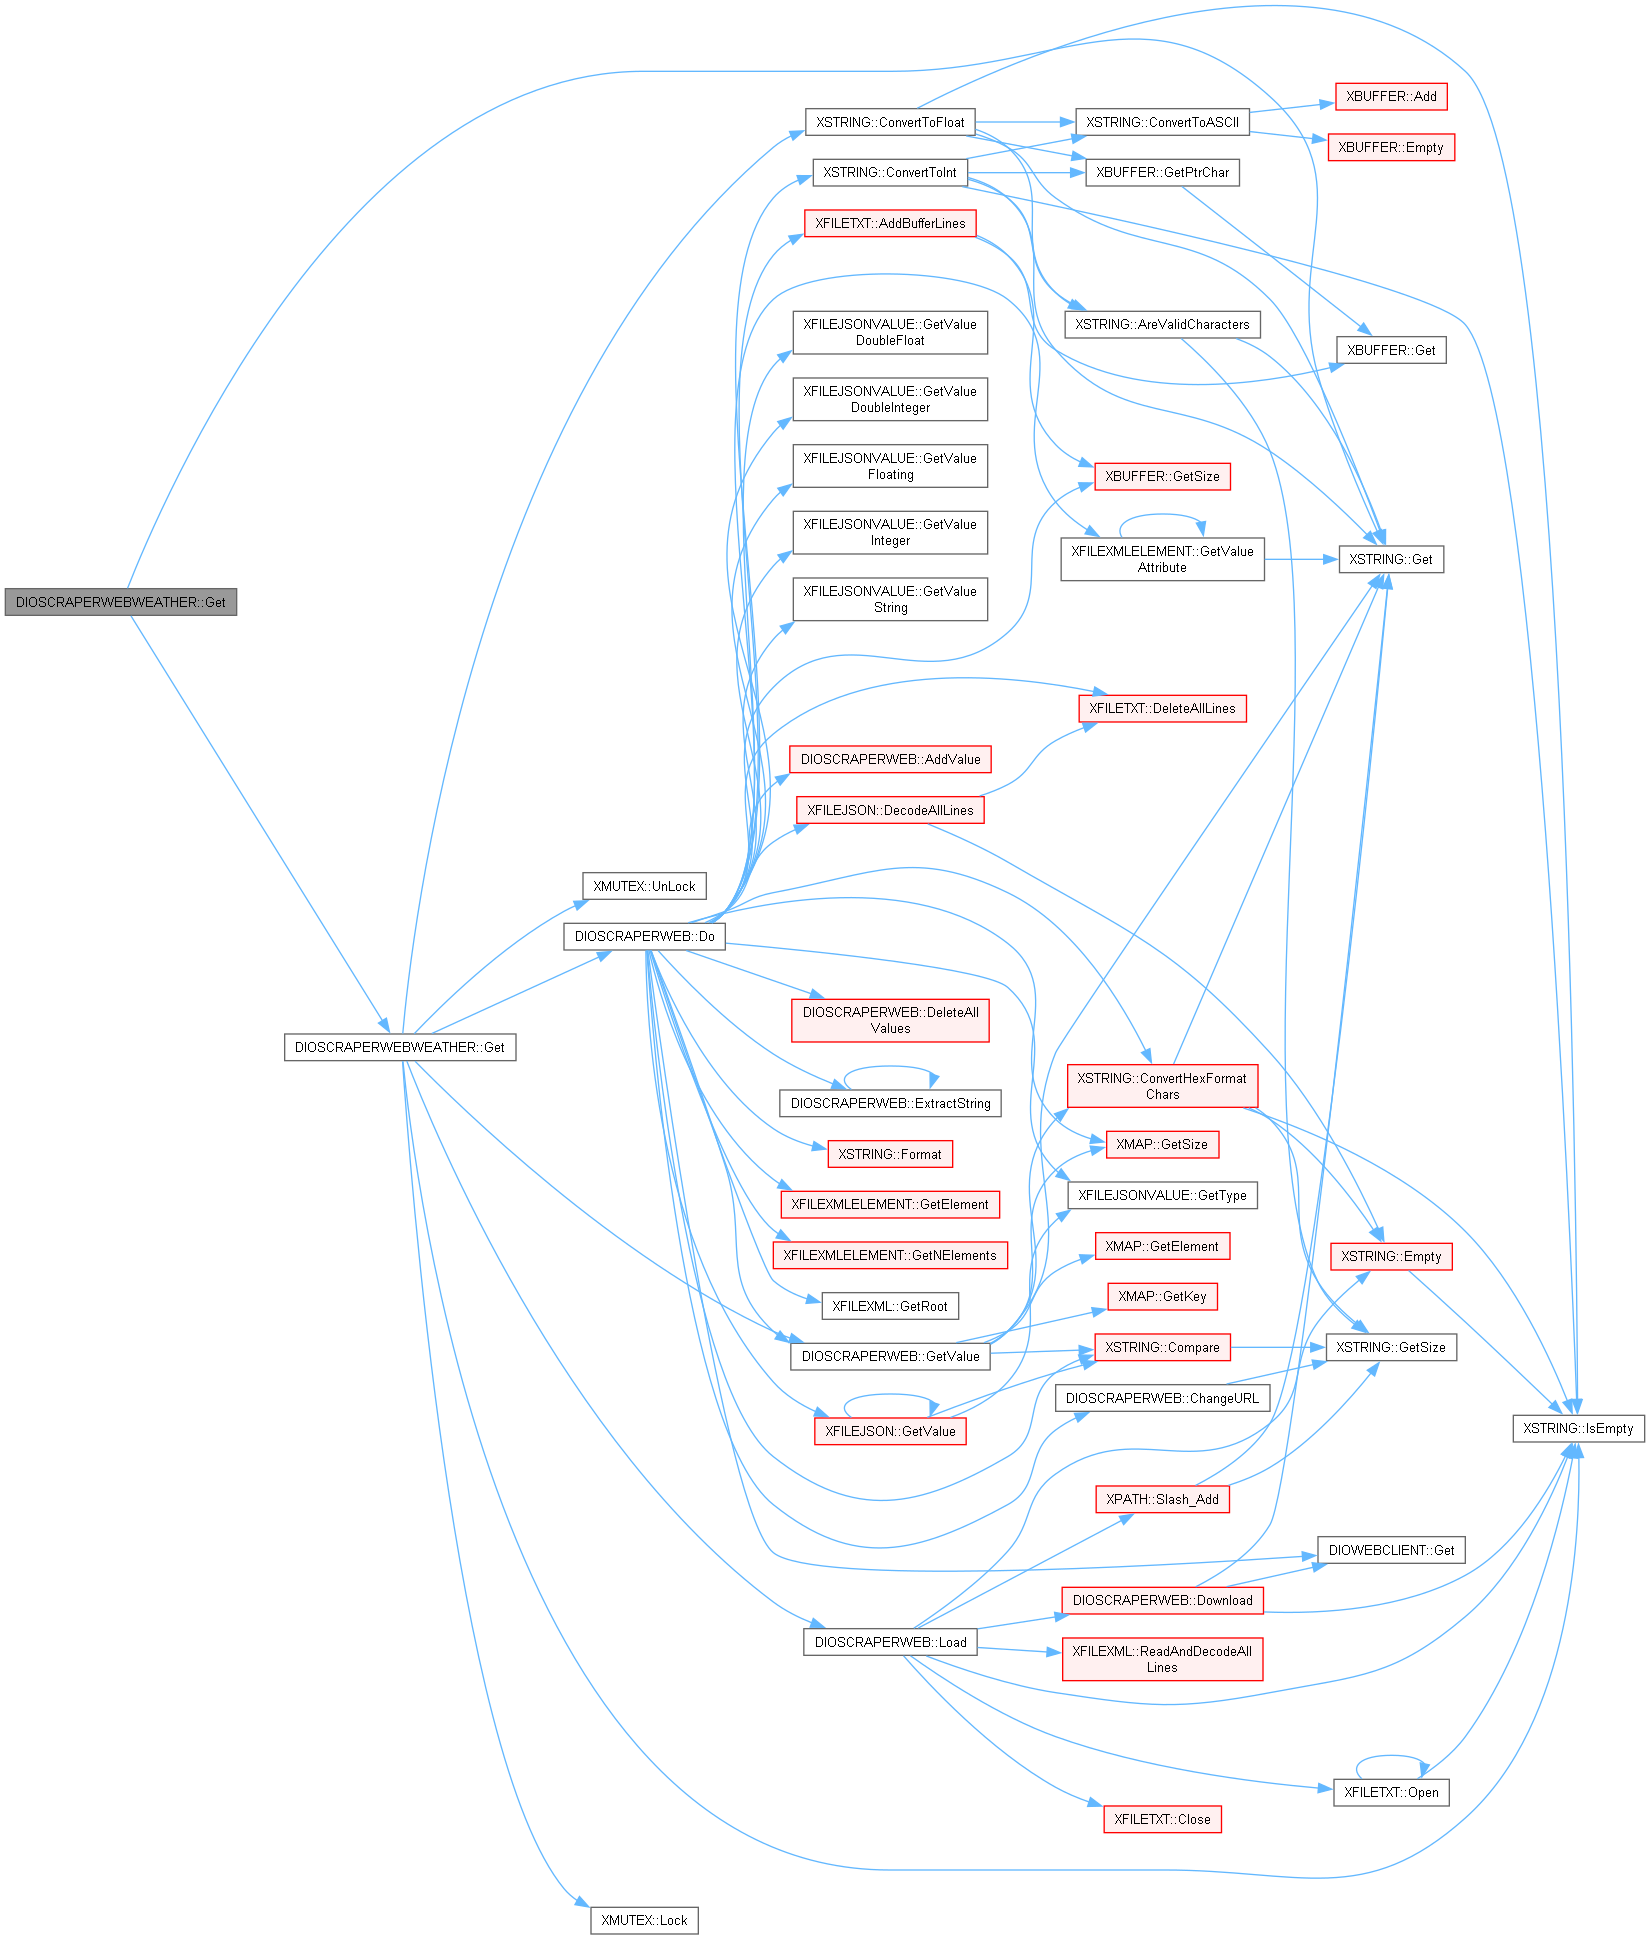 DIOSCRAPERWEBWEATHER::Get
DIOSCRAPERWEBWEATHER::Get
XMUTEX::UnLock
DIOSCRAPERWEB::Do
XMUTEX::Lock
XSTRING::ConvertToFloat
XSTRING::ConvertToInt
XFILETXT::AddBufferLines
XFILEJSONVALUE::GetValue
DoubleFloat
XFILEJSONVALUE::GetValue
DoubleInteger
XFILEJSONVALUE::GetValue
Floating
XFILEJSONVALUE::GetValue
Integer
XFILEJSONVALUE::GetValue
String
DIOSCRAPERWEB::AddValue
XFILEJSON::DecodeAllLines
DIOSCRAPERWEB::DeleteAll
Values
DIOSCRAPERWEB::ExtractString
XSTRING::Format
XFILEXMLELEMENT::GetElement
XFILEXMLELEMENT::GetNElements
XFILEXML::GetRoot
DIOSCRAPERWEB::GetValue
XFILEJSON::GetValue
DIOSCRAPERWEB::Load
XSTRING::ConvertToASCII
XBUFFER::GetPtrChar
XSTRING::AreValidCharacters
XBUFFER::GetSize
XFILEXMLELEMENT::GetValue
Attribute
XFILETXT::DeleteAllLines
XSTRING::ConvertHexFormat
Chars
XMAP::GetSize
XFILEJSONVALUE::GetType
XMAP::GetElement
XMAP::GetKey
XSTRING::Compare
DIOSCRAPERWEB::ChangeURL
XPATH::Slash_Add
DIOSCRAPERWEB::Download
XFILEXML::ReadAndDecodeAll
Lines
XFILETXT::Close
XBUFFER::Add
XBUFFER::Empty
XBUFFER::Get
XSTRING::Get
XSTRING::Empty
XSTRING::GetSize
DIOWEBCLIENT::Get
XFILETXT::Open
XSTRING::IsEmpty